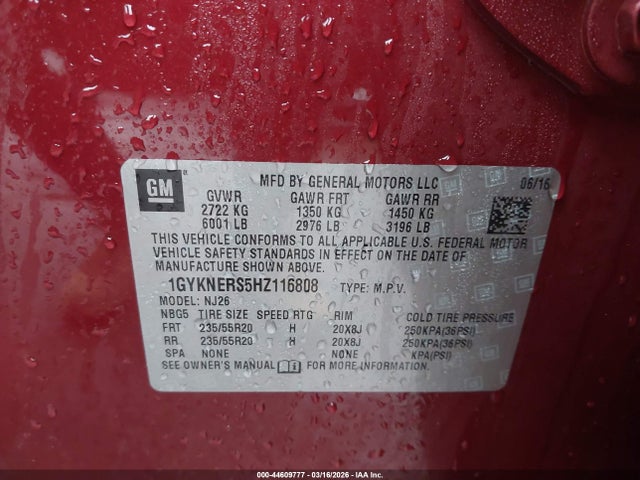 GM
MFD BY GENERAL MOTORS LLC 06/16
GVWR GAWR FRT GAWR RR
2722 KG 1350 KG 1450 KG
6001 LB 2976 LB 3196 LB
THIS VEHICLE CONFORMS TO ALL APPLICABLE U.S. FEDERAL MOTOR
VEHICLE SAFETY STANDARDS IN EFFECT ON THE DATE OF
MANUFACTURE SHOWN ABOVE.
1GYKNERS5HZ116808 TYPE: M.P.V.
MODEL: NJ26
NBG5 TIRE SIZE SPEED RTG RIM COLD TIRE PRESSURE
FRT 235/55R20 H 20X8J 250KPA(36PSI)
RR 235/55R20 H 20X8J 250KPA(36PSI)
SPA NONE NONE KPA(PSI)
SEE OWNER'S MANUAL FOR MORE INFORMATION.
000-44609777 - 03/16/2026 - IAA Inc.